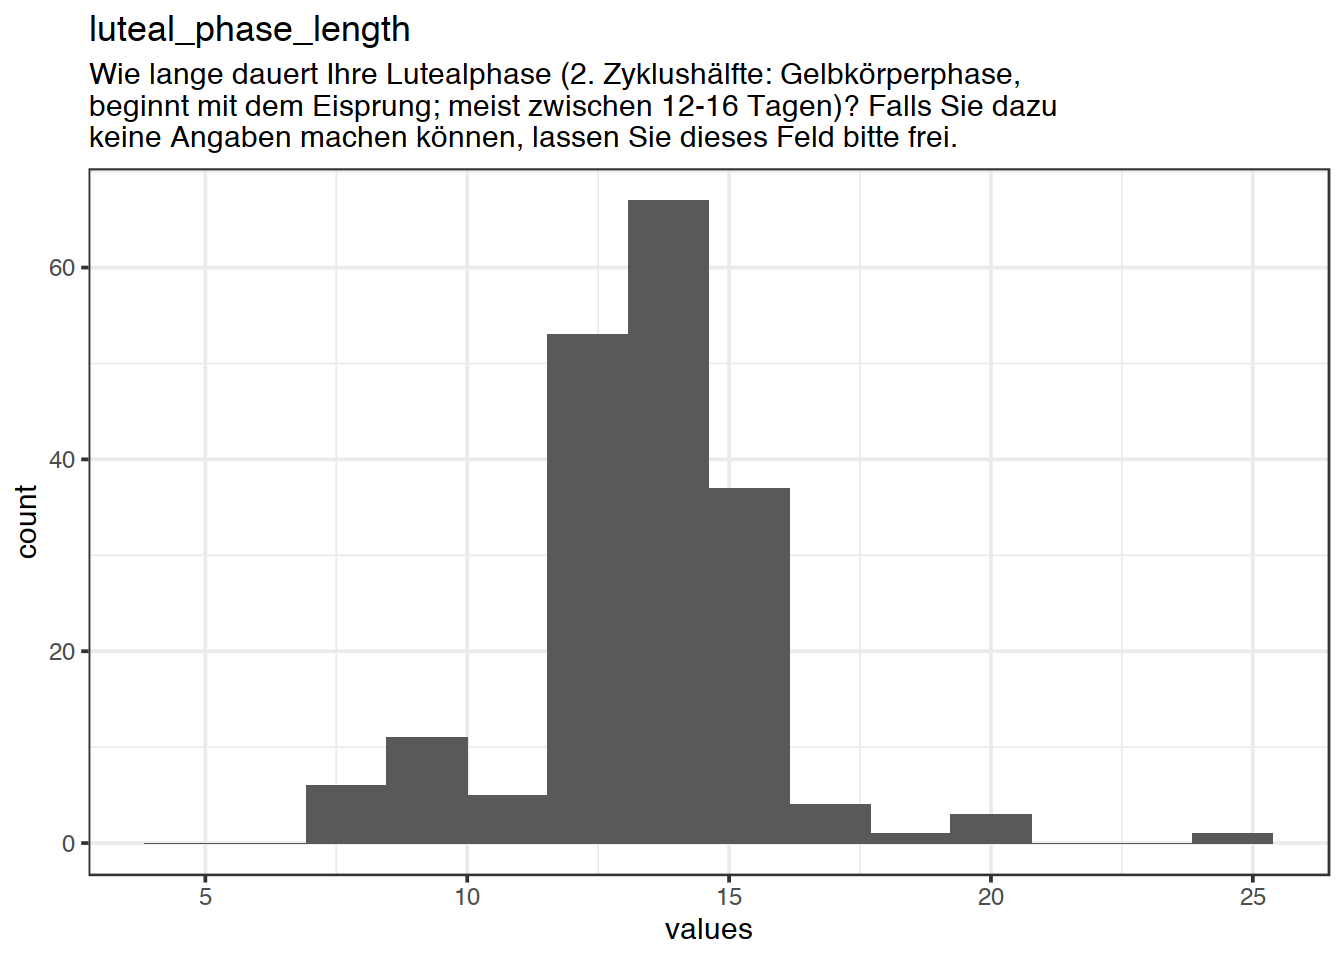 luteal_phase_length
Wie lange dauert Ihre Lutealphase (2. Zyklushälfte: Gelbkörperphase,
beginnt mit dem Eisprung; meist zwischen 12-16 Tagen)? Falls Sie dazu
keine Angaben machen können, lassen Sie dieses Feld bitte frei.
60
40
20
0
count
5 10 15 20 25
values